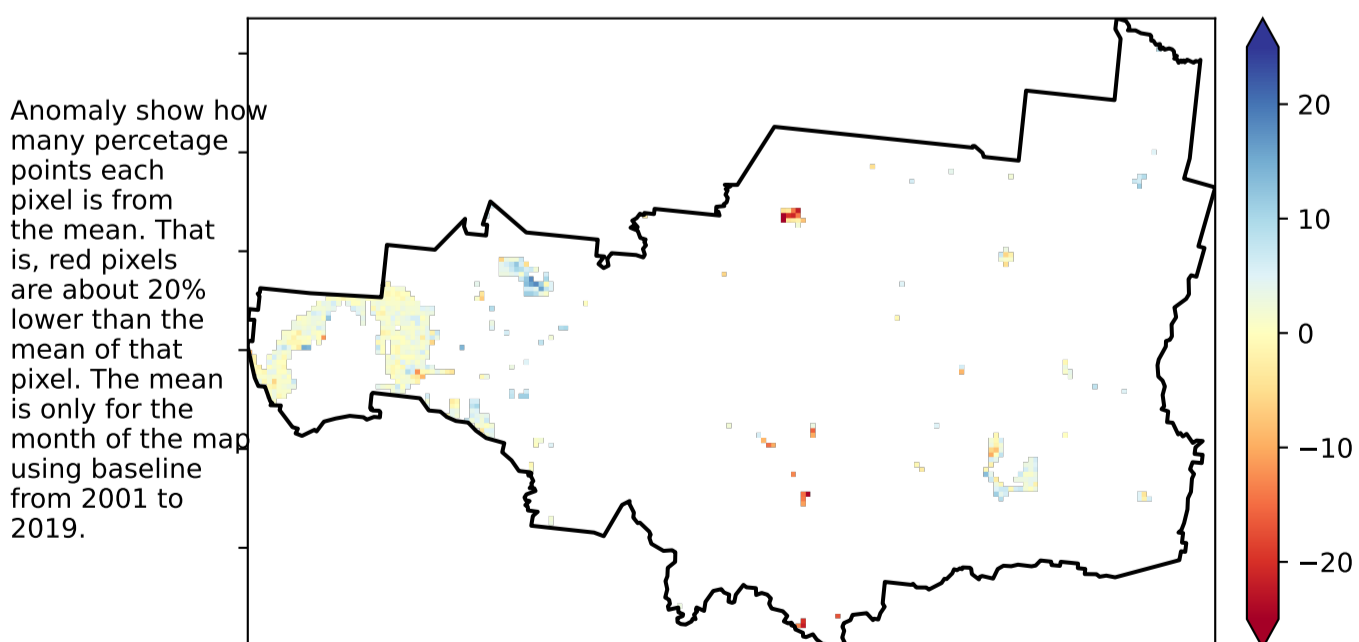 Anomaly show how
many percetage
points each
pixel is from
the mean. That
is, red pixels
are about 20%
lower than the
mean of that
pixel. The mean
is only for the
month of the map
using baseline
from 2001 to
2019.
20
10
0
−10
−20